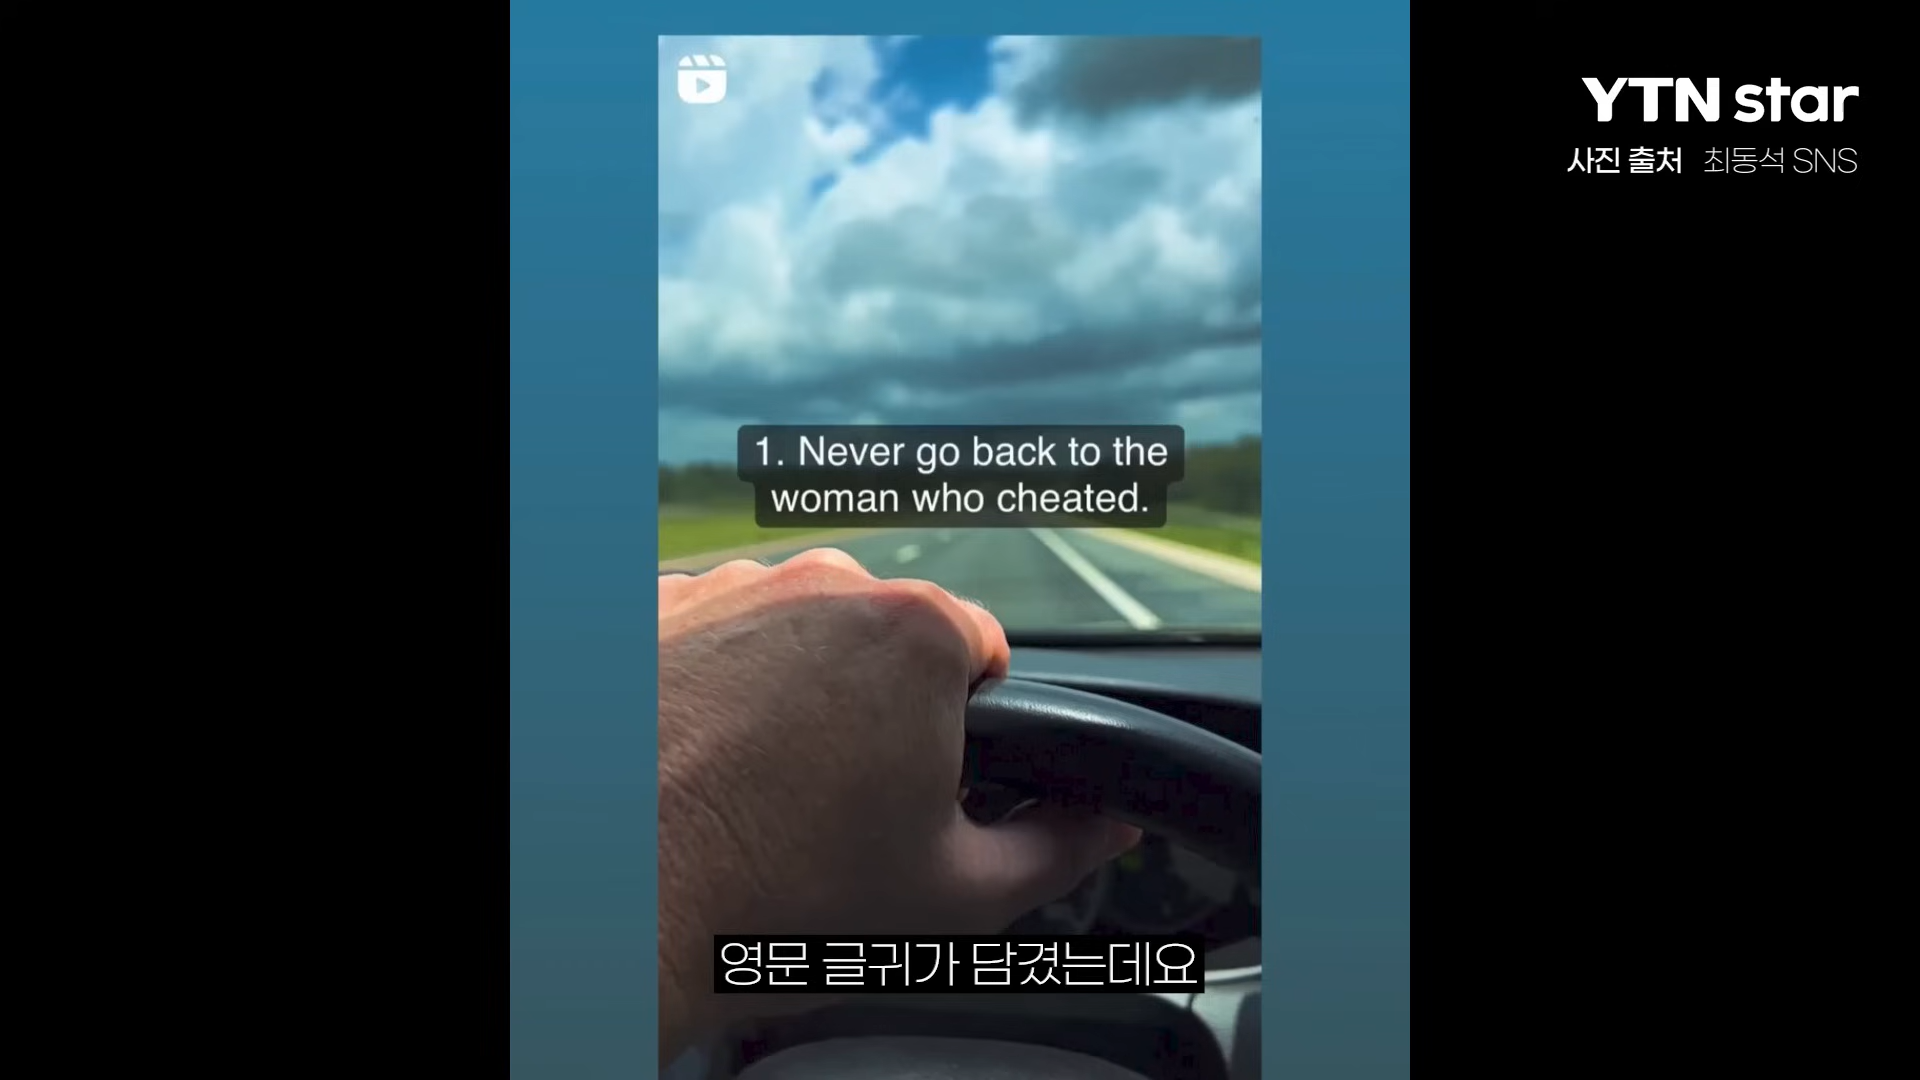 YTN star
사진 출처 최동석 SNS
1. Never go back to the
woman who cheated.
영문 글귀가 담겼는데요